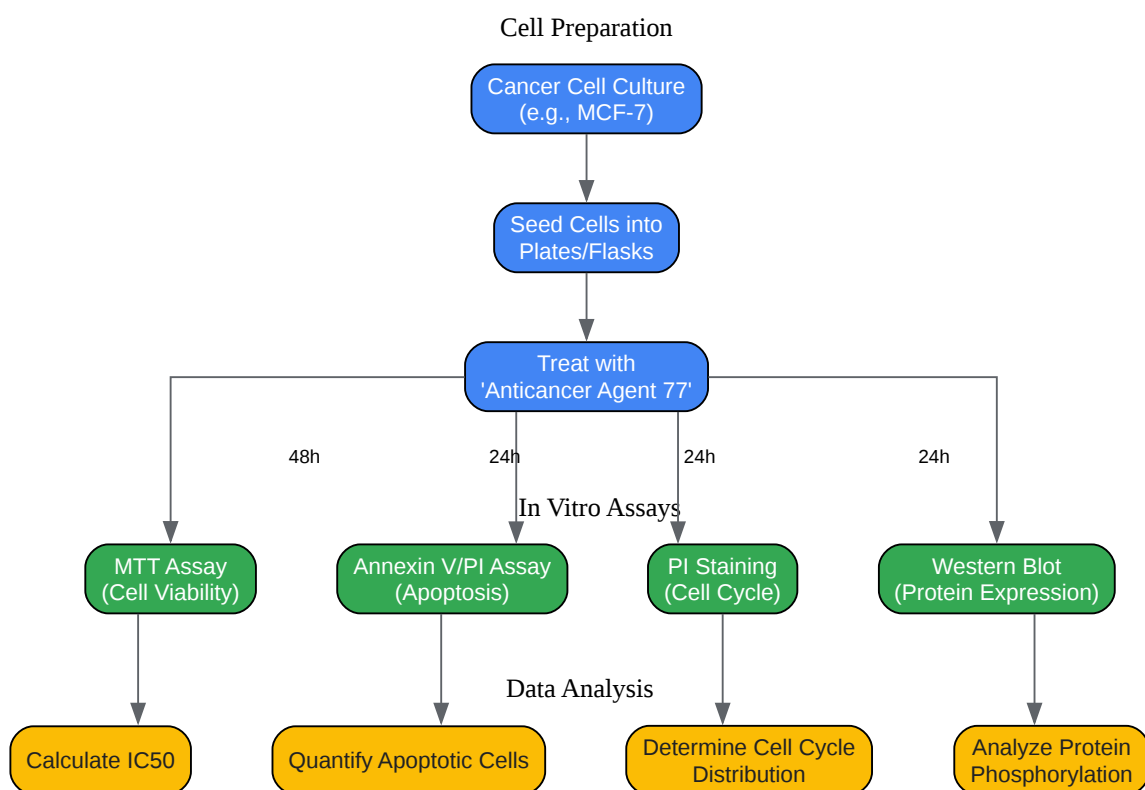 Cell Preparation
Cancer Cell Culture
(e.g., MCF-7)
Seed Cells into
Plates/Flasks
Treat with
'Anticancer Agent 77'
48h
24h
24h
24h
In Vitro Assays
MTT Assay
(Cell Viability)
Annexin V/PI Assay
(Apoptosis)
PI Staining
(Cell Cycle)
Western Blot
(Protein Expression)
Data Analysis
Calculate IC50
Quantify Apoptotic Cells
Determine Cell Cycle
Distribution
Analyze Protein
Phosphorylation